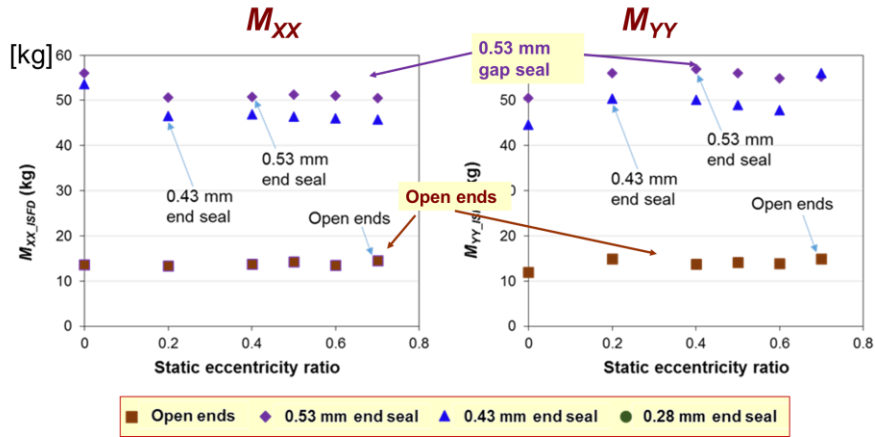 M_XX
M_YY
[kg]
60
50
40
30
20
10
0
M_XX_ISFD (kg)
0.53 mm
end seal
0.43 mm
end seal
Open ends
0
0.2
0.4
0.6
0.8
Static eccentricity ratio
0.53 mm
gap seal
Open ends
50
40
30
20
10
0
0.53 mm
end seal
0.43 mm
end seal
Open ends
0
0.2
0.4
0.6
0.8
Static eccentricity ratio
Open ends
0.53 mm end seal
0.43 mm end seal
0.28 mm end seal